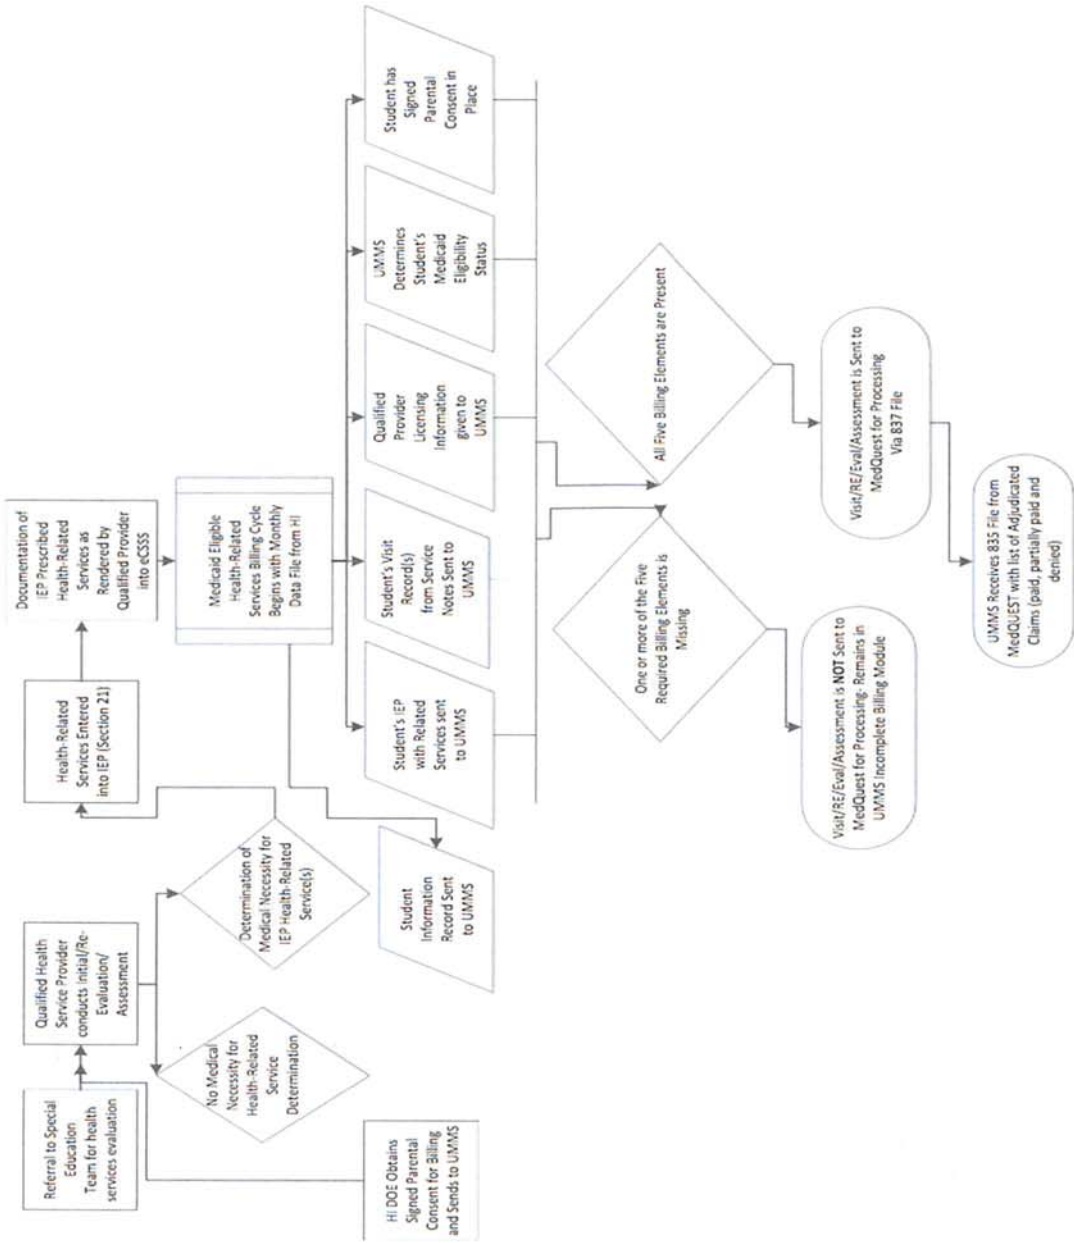 Referral to Special
Education
Team for health
services evaluation
HI DOE Obtains
Signed Parental
Consent for Billing
and Sends to UMMS
Qualified Health
Service Provider
conducts Initial/Re-
Evaluation/
Assessment
No Medical
Necessity for
Health-Related
Service
Determination
Determination of
Medical Necessity for
IEP Health-Related
Service(s)
Health-Related
Services Entered
into IEP (Section 21)
Documentation of
IEP Prescribed
Health-Related
Services as
Rendered by
Qualified Provider
into eCSSS
Medicaid Eligible
Health-Related
Services Billing Cycle
Begins with Monthly
Data File from HI
Student
Information
Record Sent
to UMMS
Student's IEP
with Related
Services sent
to UMMS
Student's Visit
Record(s)
from Service
Notes Sent to
UMMS
Qualified
Provider
Licensing
Information
given to
UMMS
UMMS
Determines
Student's
Medicaid
Eligibility
Status
Student has
Signed
Parental
Consent in
Place
One or more of the Five
Required Billing Elements is
Missing
All Five Billing Elements are Present
Visit/RE/Eval/Assessment is NOT Sent to
MedQuest for Processing- Remains in
UMMS Incomplete Billing Module
Visit/RE/Eval/Assessment is Sent to
MedQuest for Processing
Via 837 File
UMMS Receives 835 File from
MedQUEST with list of Adjudicated
Claims (paid, partially paid and
denied)